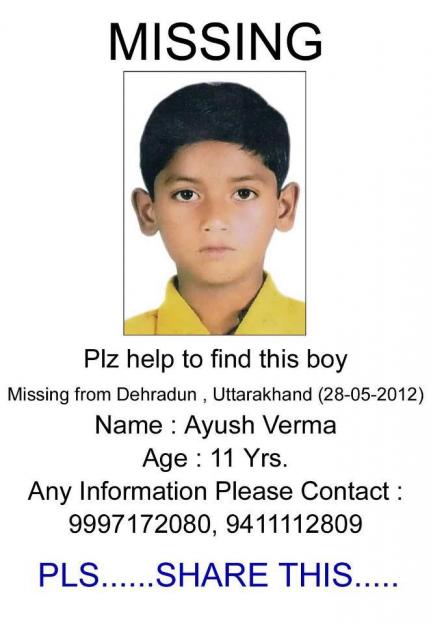 MISSING
Plz help to find this boy
Missing from Dehradun , Uttarakhand (28-05-2012)
Name : Ayush Verma
Age : 11 Yrs.
Any Information Please Contact :
9997172080, 9411112809
PLS......SHARE THIS.....